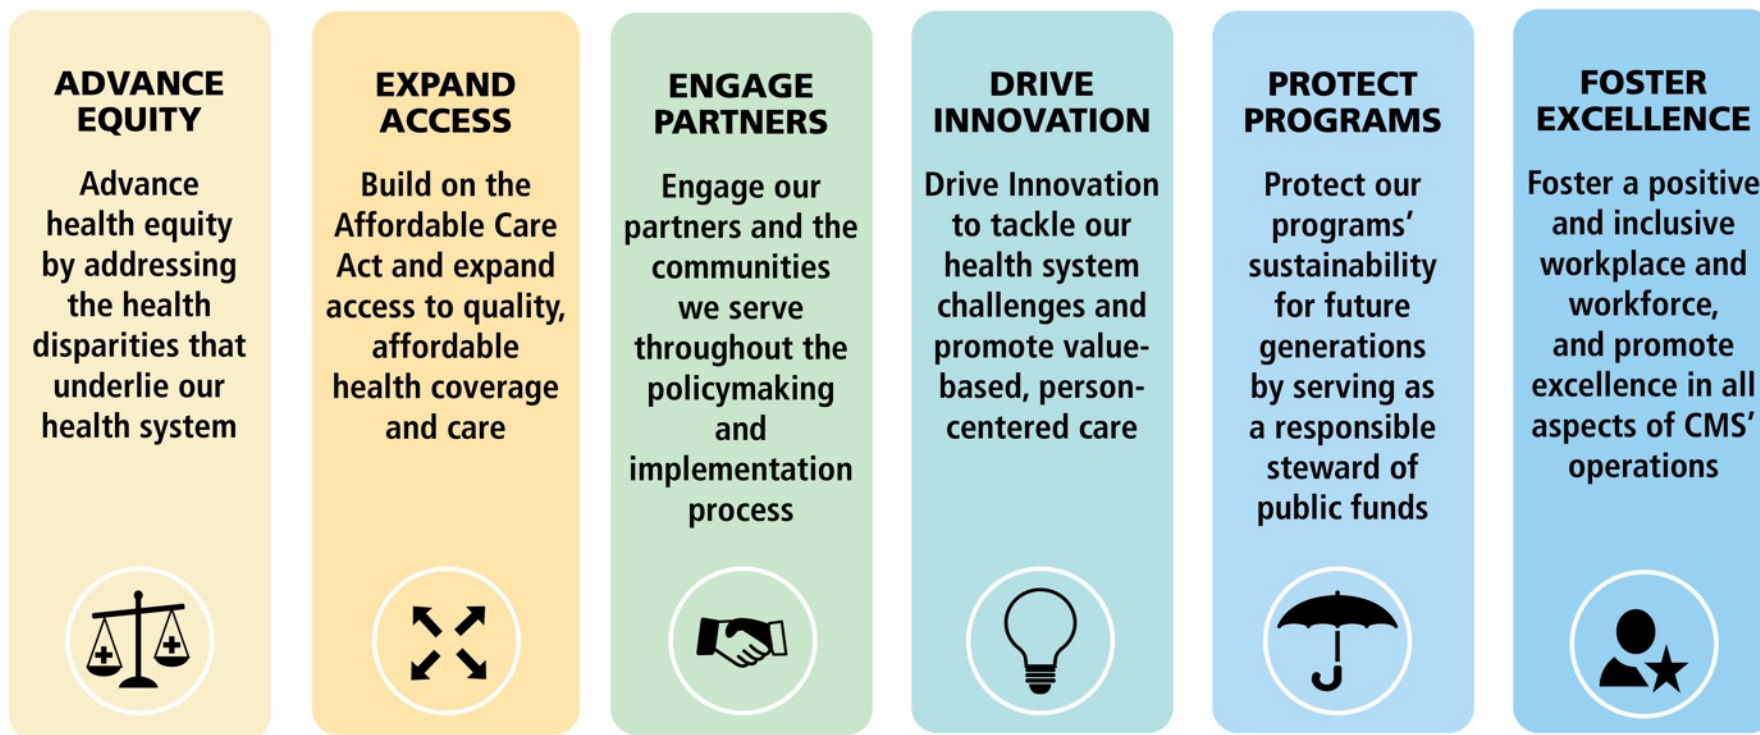 ADVANCE
EQUITY
Advance
health equity
by addressing
the health
disparities that
underlie our
health system
EXPAND
ACCESS
Build on the
Affordable Care
Act and expand
access to quality,
affordable
health coverage
and care
ENGAGE
PARTNERS
Engage our
partners and the
communities
we serve
throughout the
policymaking
and
implementation
process
DRIVE
INNOVATION
Drive Innovation
to tackle our
health system
challenges and
promote value-
based, person-
centered care
PROTECT
PROGRAMS
Protect our
programs’
sustainability
for future
generations
by serving as
a responsible
steward of
public funds
FOSTER
EXCELLENCE
Foster a positive
and inclusive
workplace and
workforce,
and promote
excellence in all
aspects of CMS’
operations